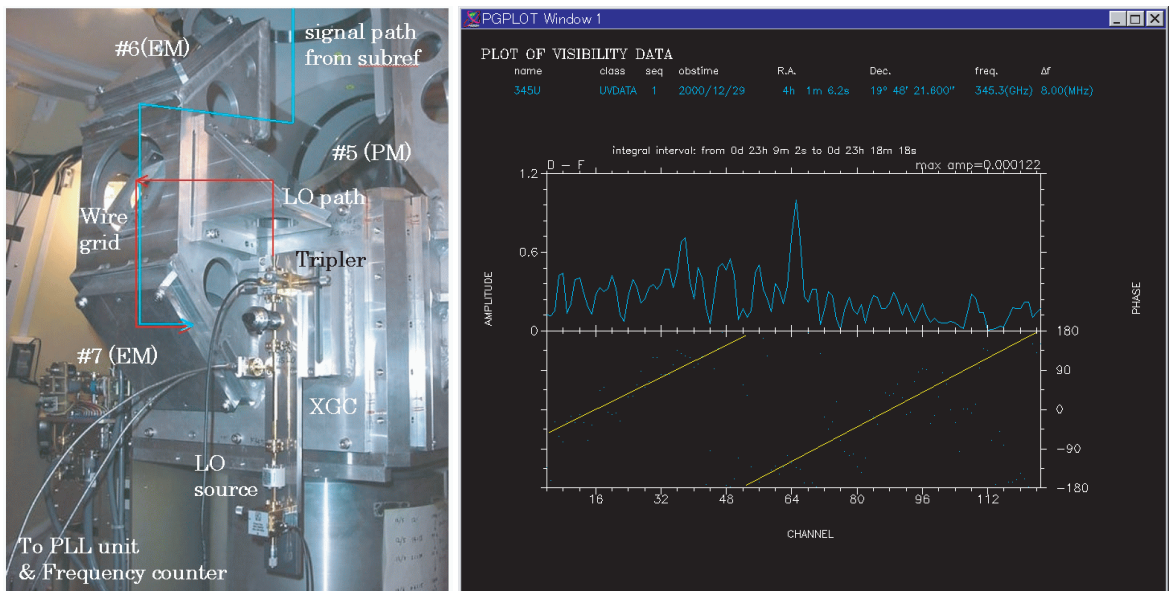 #6(EM)
signal path
from subref
#5 (PM)
LO path
Wire
grid
Tripler
#7 (EM)
XGC
LO
source
To PLL unit
& Frequency counter
PGPLOT Window 1
PLOT OF VISIBILITY DATA
name class seq obstime R.A. Dec. freq. Δf
345U UVDATA 1 2000/12/29 4h 1m 6.2s 19° 48' 21.600" 345.3(GHz) 8.00(MHz)
integral interval: from 0d 23h 9m 2s to 0d 23h 18m 18s
D - F max amp=0.000122
1.2
0.6
0
AMPLITUDE
PHASE
180
90
0
-90
-180
16 32 48 64 80 96 112
CHANNEL